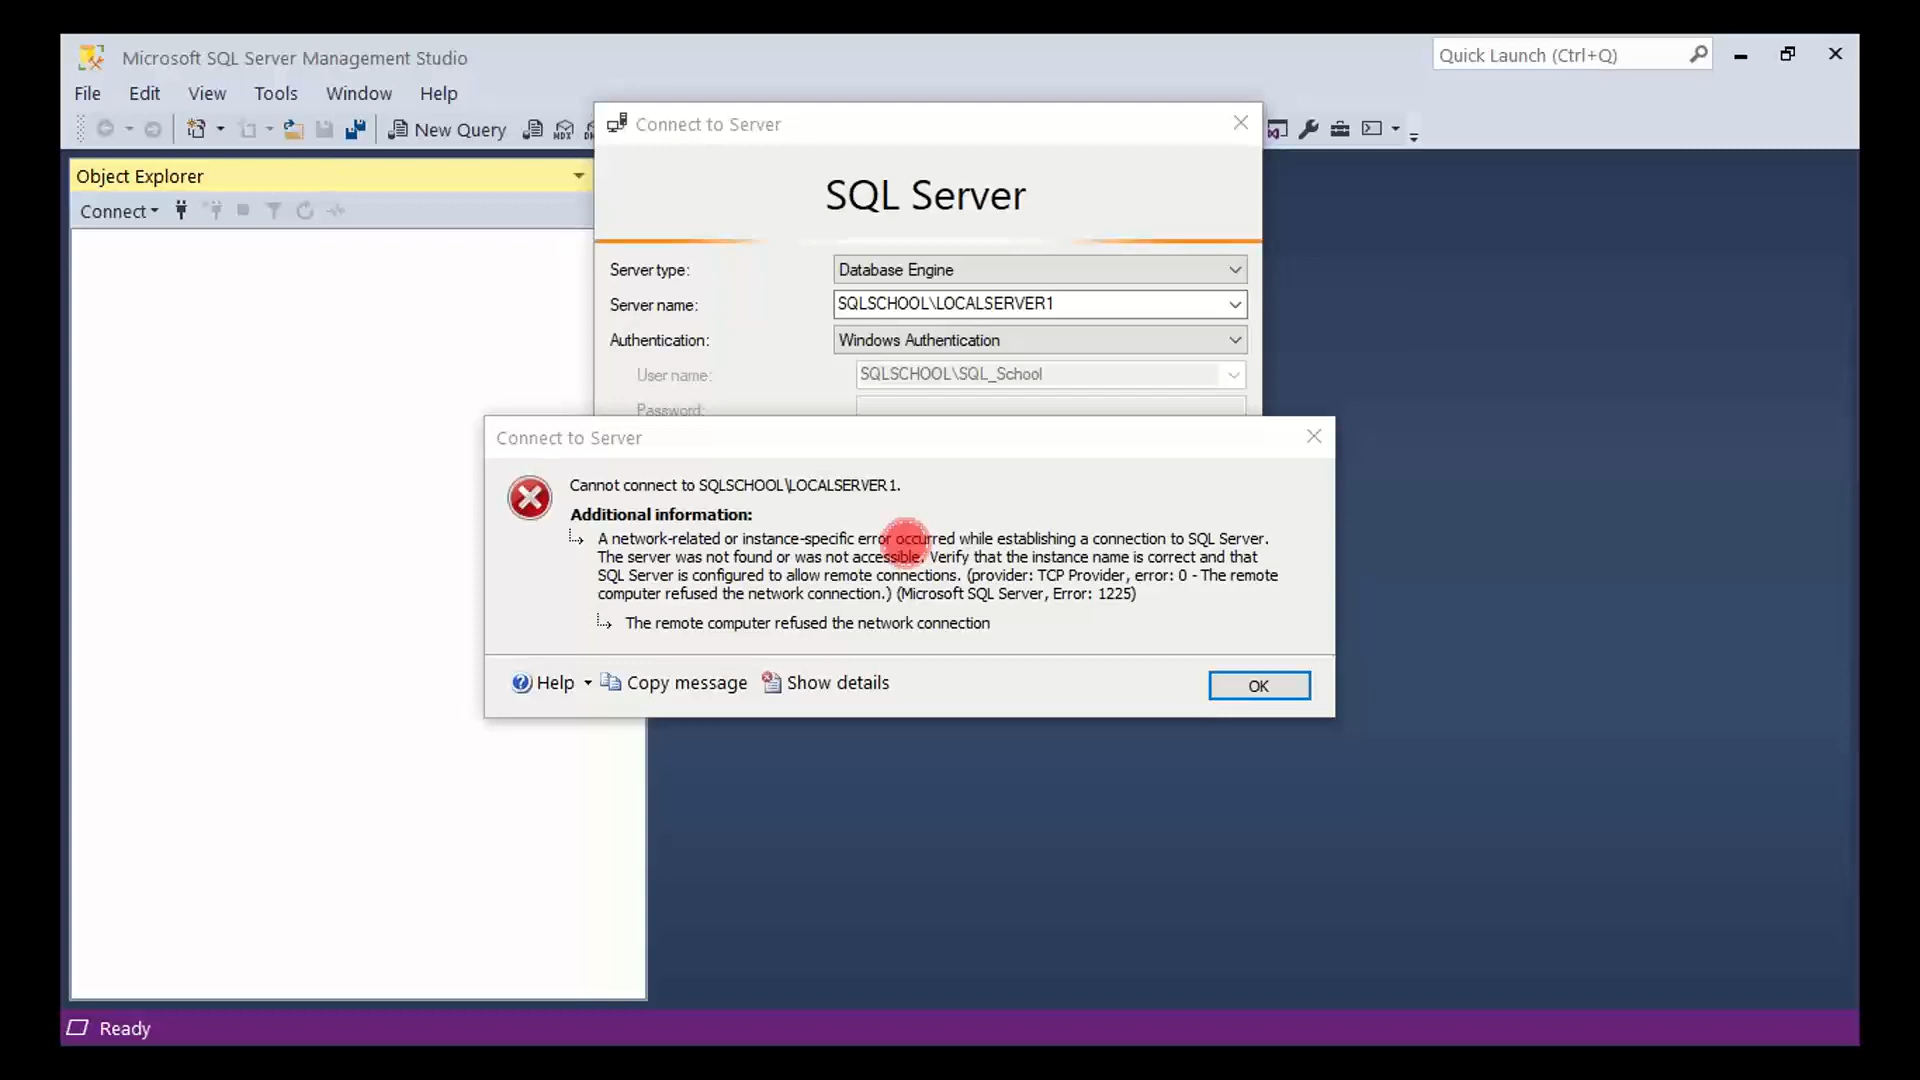 Microsoft SQL Server Management Studio
Quick Launch (Ctrl+Q)
File Edit View Tools Window Help
New Query
Connect to Server
Object Explorer
Connect
SQL Server
Server type: Database Engine
Server name: SQLSCHOOL\LOCALSERVER1
Authentication: Windows Authentication
User name: SQLSCHOOL\SQL_School
Password:
Connect to Server
Cannot connect to SQLSCHOOL\LOCALSERVER1.
Additional information:
A network-related or instance-specific error occurred while establishing a connection to SQL Server.
The server was not found or was not accessible. Verify that the instance name is correct and that
SQL Server is configured to allow remote connections. (provider: TCP Provider, error: 0 - The remote
computer refused the network connection.) (Microsoft SQL Server, Error: 1225)
The remote computer refused the network connection
Help Copy message Show details OK
Ready